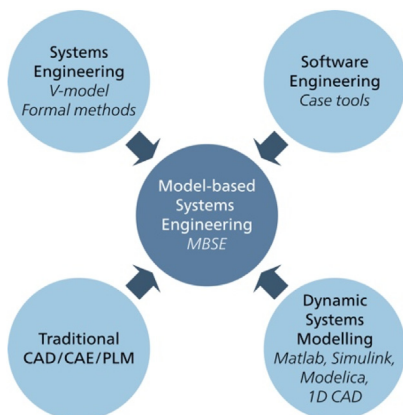 Systems
Engineering
V-model
Formal methods
Software
Engineering
Case tools
Model-based
Systems
Engineering
MBSE
Traditional
CAD/CAE/PLM
Dynamic
Systems
Modelling
Matlab, Simulink,
Modelica,
1D CAD